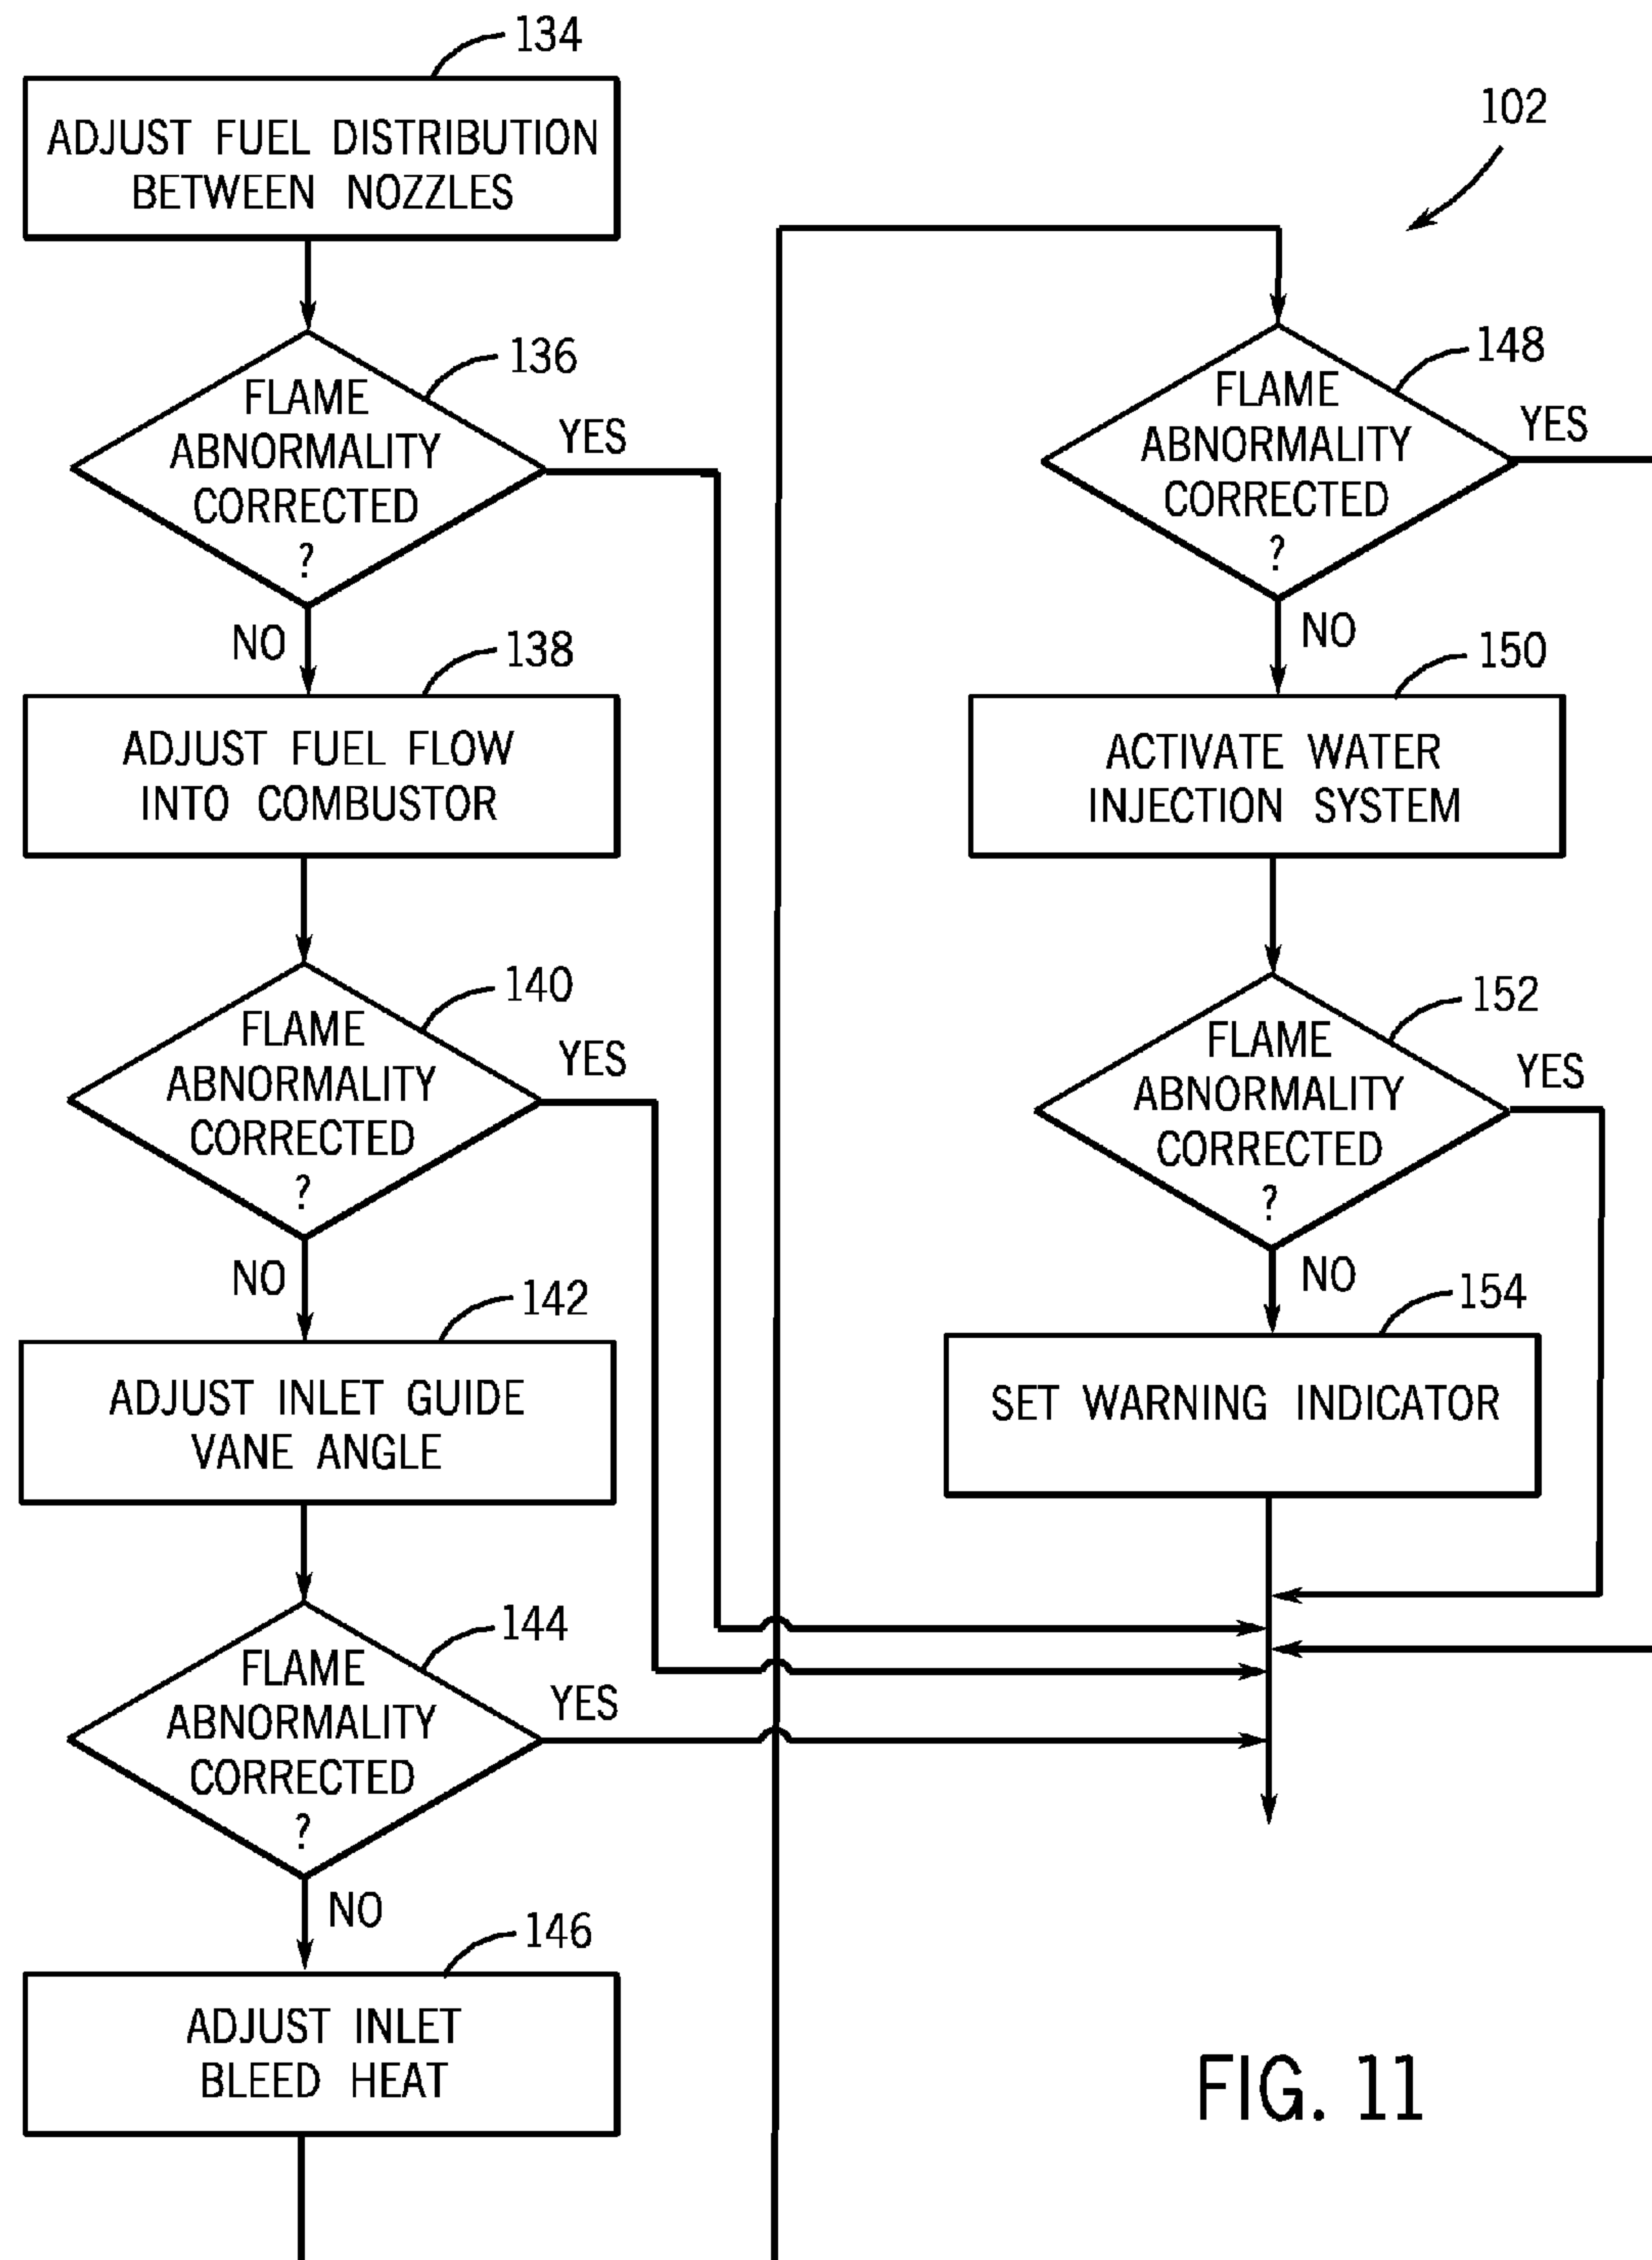 134
ADJUST FUEL DISTRIBUTION
BETWEEN NOZZLES
136
FLAME
ABNORMALITY
CORRECTED
?
YES
NO
138
ADJUST FUEL FLOW
INTO COMBUSTOR
140
FLAME
ABNORMALITY
CORRECTED
?
YES
NO
142
ADJUST INLET GUIDE
VANE ANGLE
144
FLAME
ABNORMALITY
CORRECTED
?
YES
NO
146
ADJUST INLET
BLEED HEAT
102
148
FLAME
ABNORMALITY
CORRECTED
?
YES
NO
150
ACTIVATE WATER
INJECTION SYSTEM
152
FLAME
ABNORMALITY
CORRECTED
?
YES
NO
154
SET WARNING INDICATOR
FIG. 11